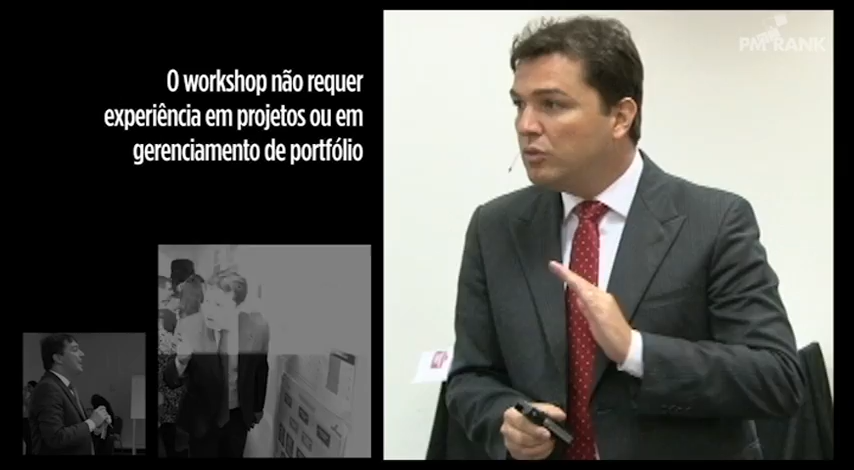 O workshop não requer
experiência em projetos ou em
gerenciamento de portfólio
PM RANK